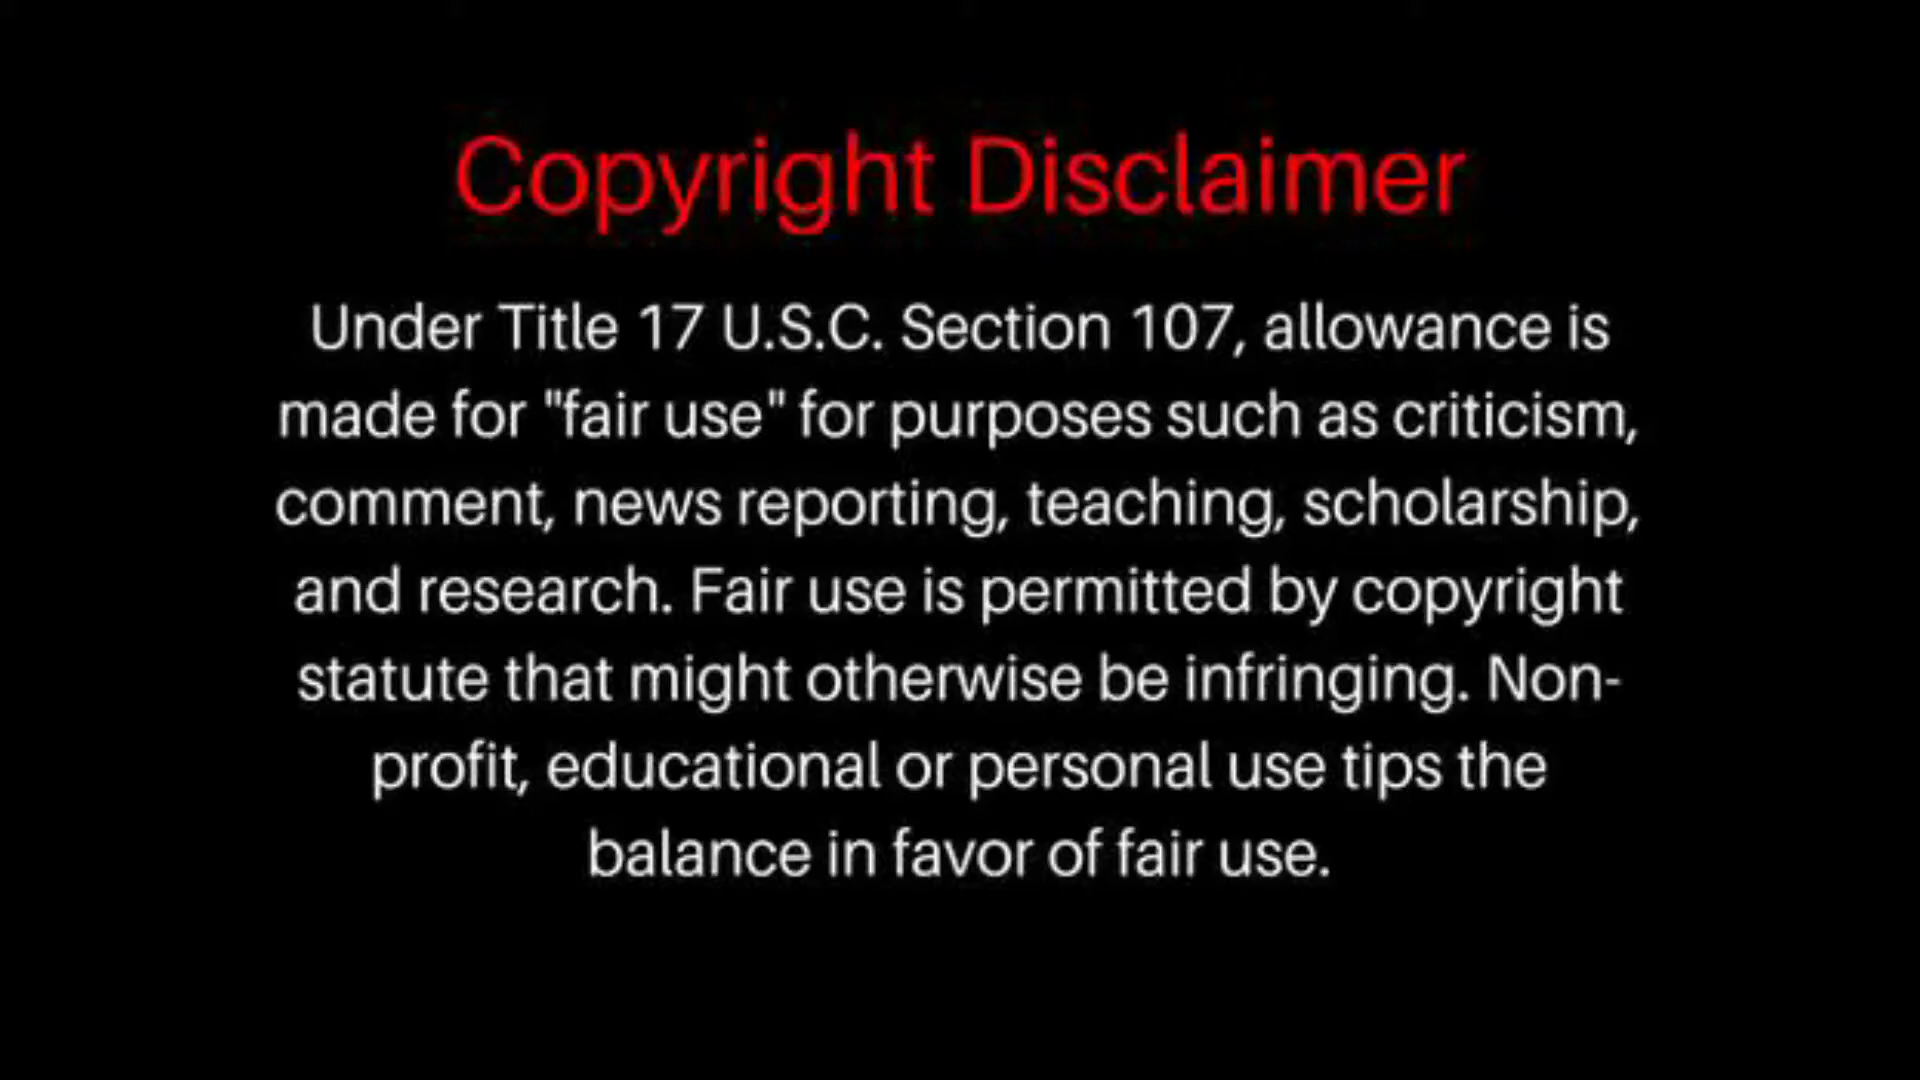 Copyright Disclaimer
Under Title 17 U.S.C. Section 107, allowance is
made for "fair use" for purposes such as criticism,
comment, news reporting, teaching, scholarship,
and research. Fair use is permitted by copyright
statute that might otherwise be infringing. Non-
profit, educational or personal use tips the
balance in favor of fair use.